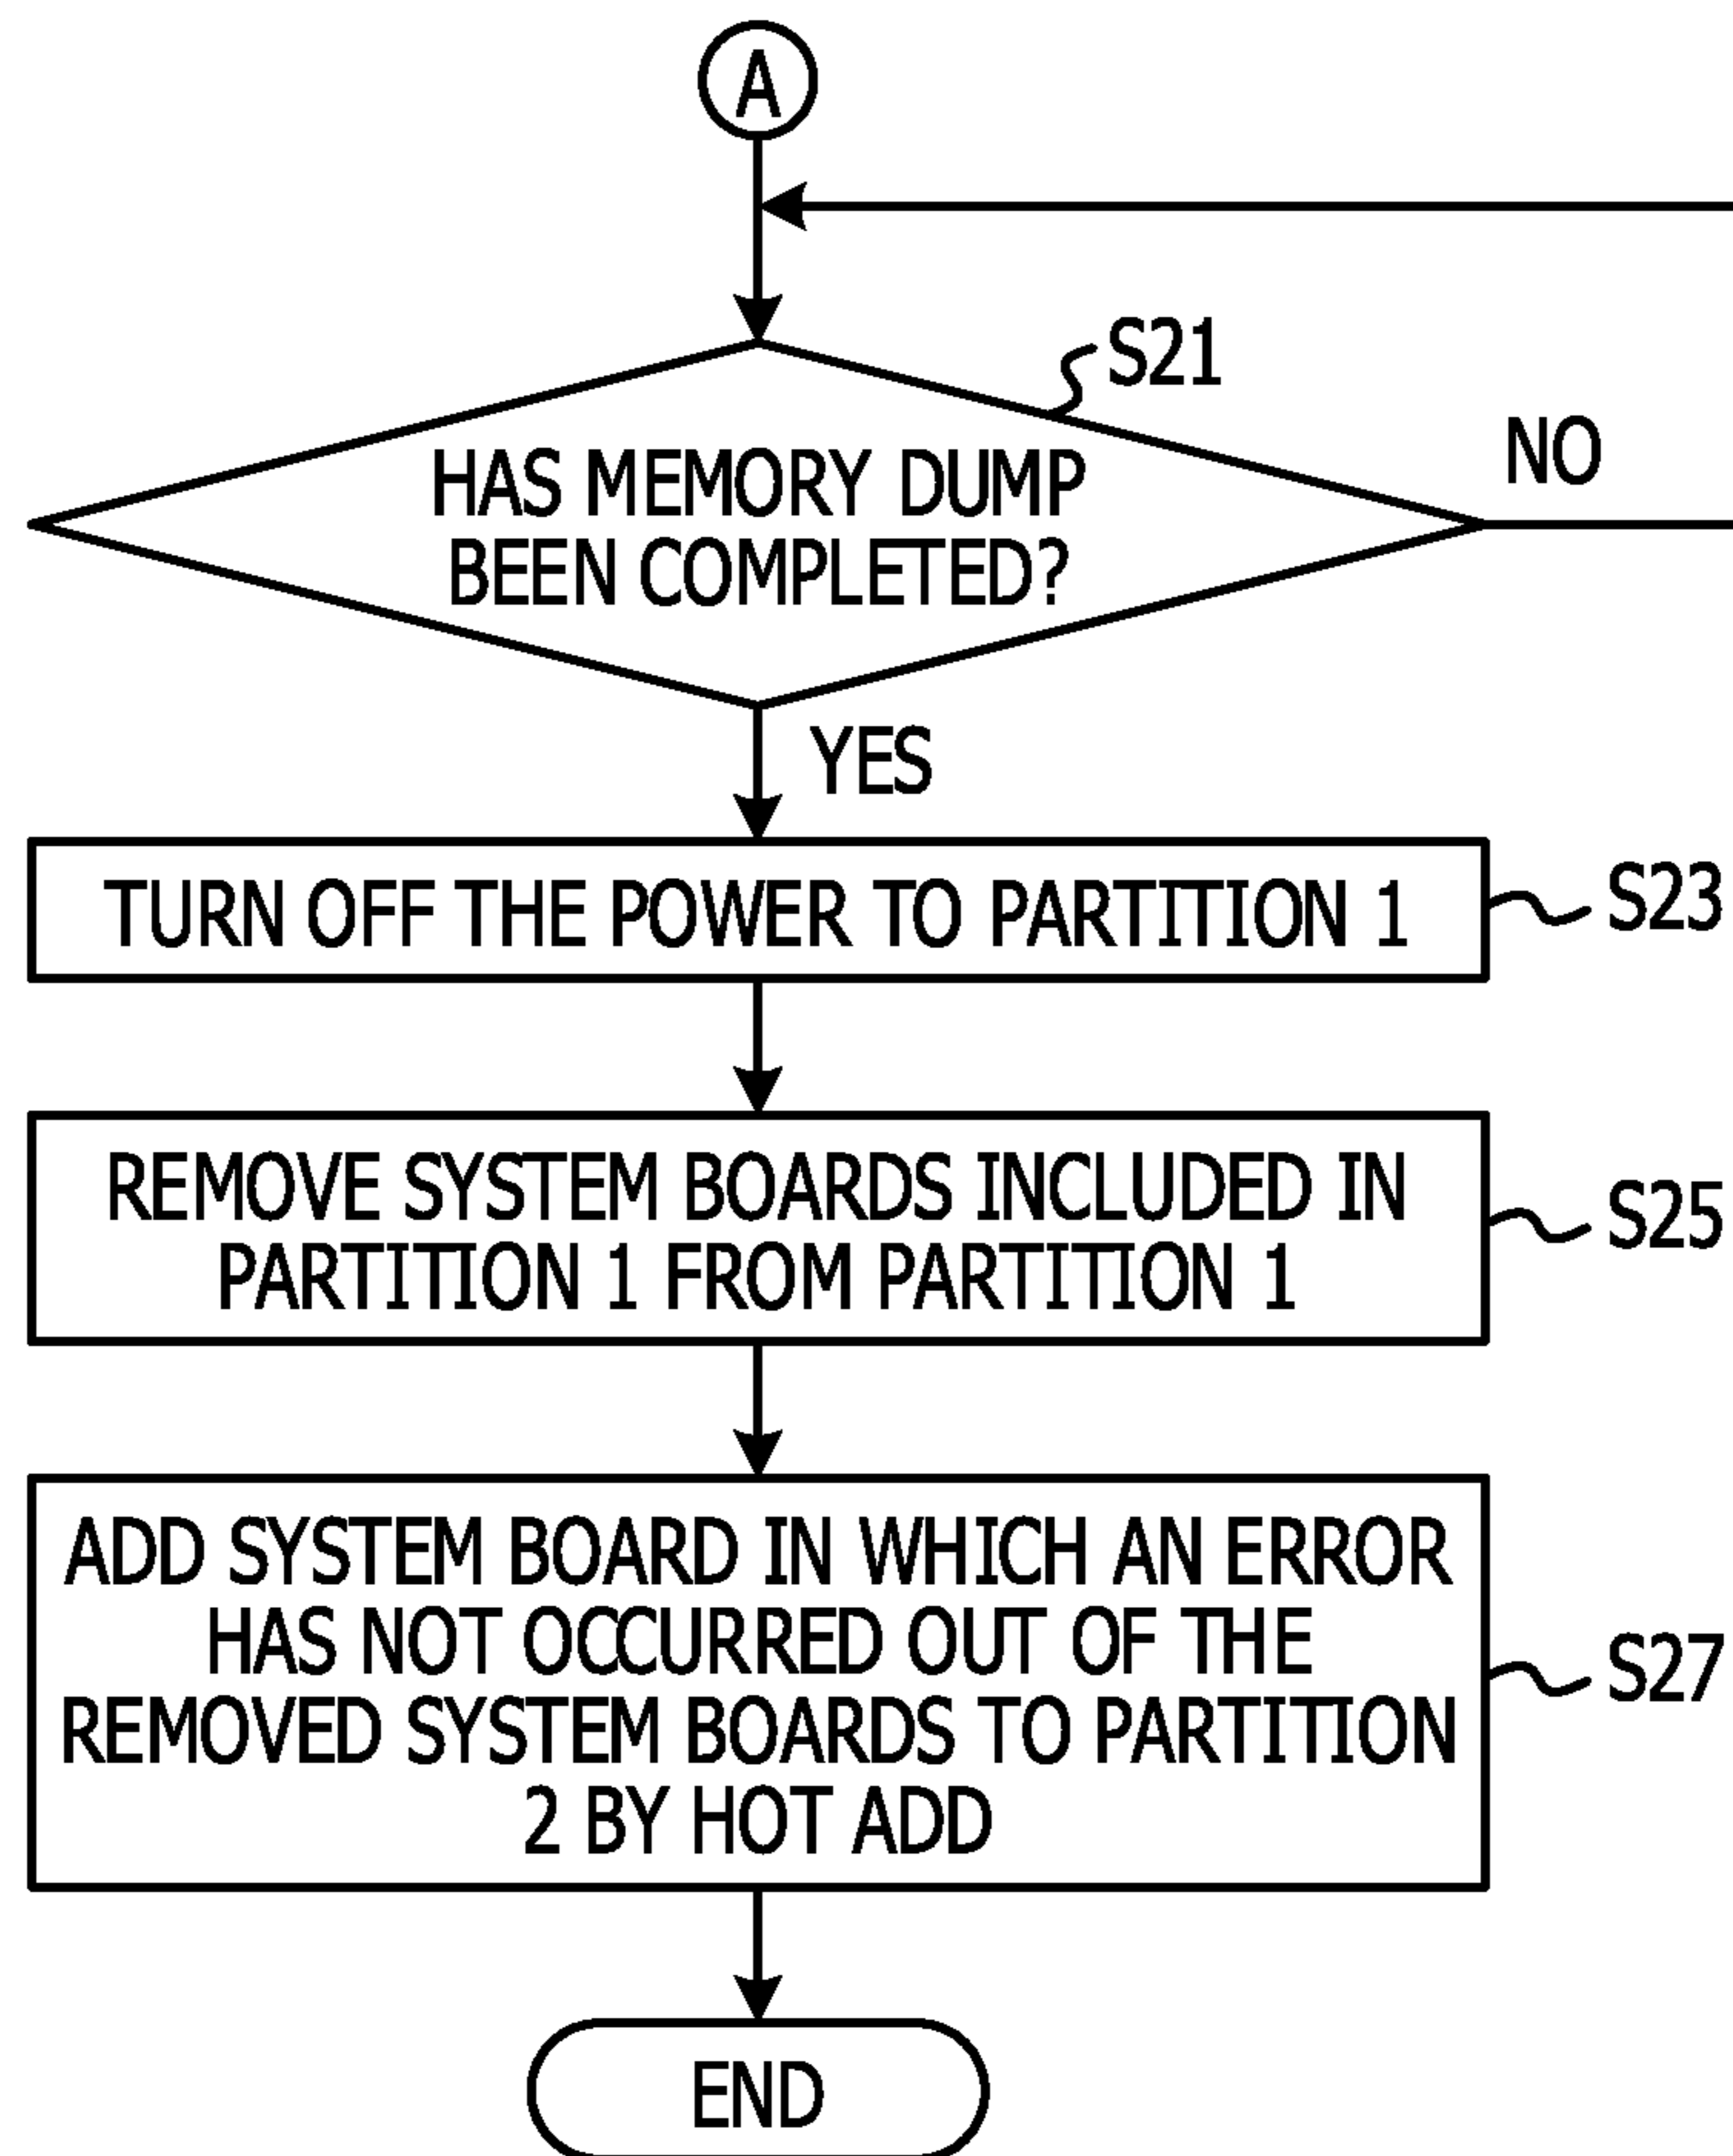 A
S21
HAS MEMORY DUMP
BEEN COMPLETED?
NO
YES
TURN OFF THE POWER TO PARTITION 1
S23
REMOVE SYSTEM BOARDS INCLUDED IN
PARTITION 1 FROM PARTITION 1
S25
ADD SYSTEM BOARD IN WHICH AN ERROR
HAS NOT OCCURRED OUT OF THE
REMOVED SYSTEM BOARDS TO PARTITION
2 BY HOT ADD
S27
END